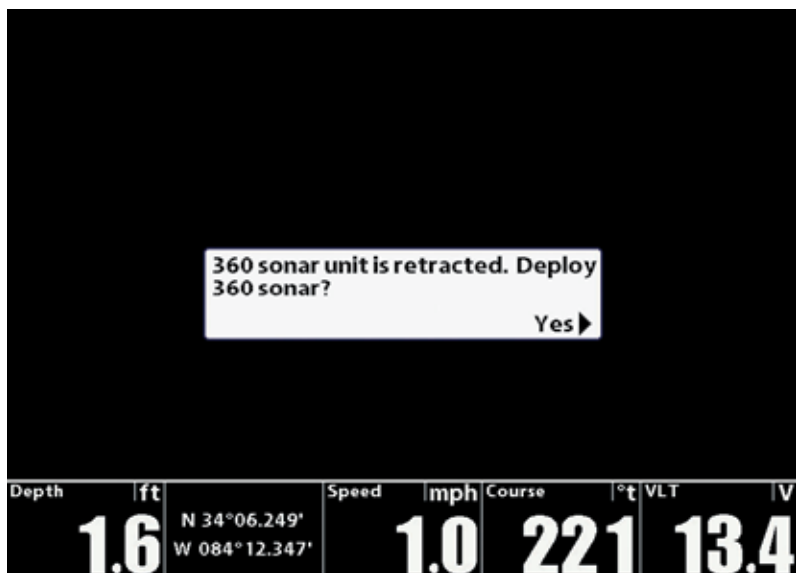 360 sonar unit is retracted. Deploy
360 sonar?
Yes
Depth ft
1.6
N 34°06.249'
W 084°12.347'
Speed mph
1.0
Course °t
221
VLT V
13.4